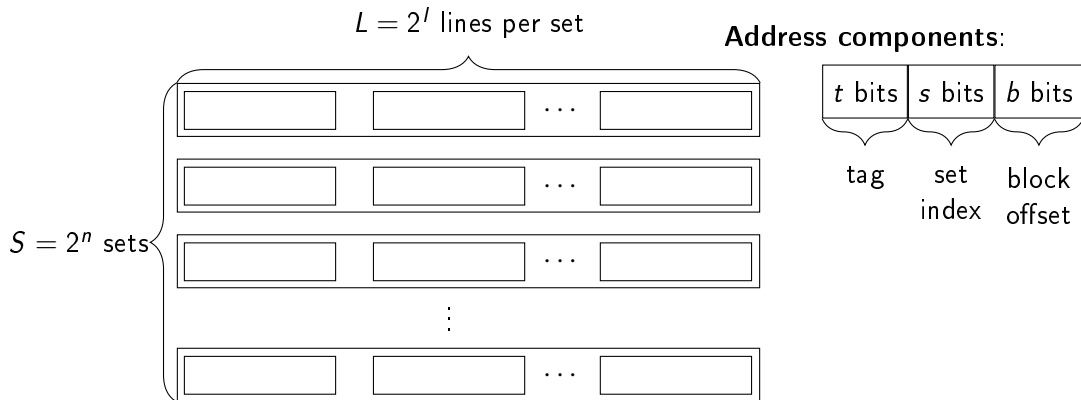 L = 2^l lines per set
Address components:
t bits s bits b bits
tag set index block offset
S = 2^n sets
...
...
...
⋮
...